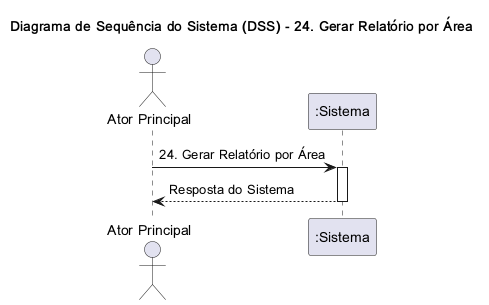 Diagrama de Sequência do Sistema (DSS) - 24. Gerar Relatório por Área
Ator Principal
:Sistema
24. Gerar Relatório por Área
Resposta do Sistema
Ator Principal
:Sistema